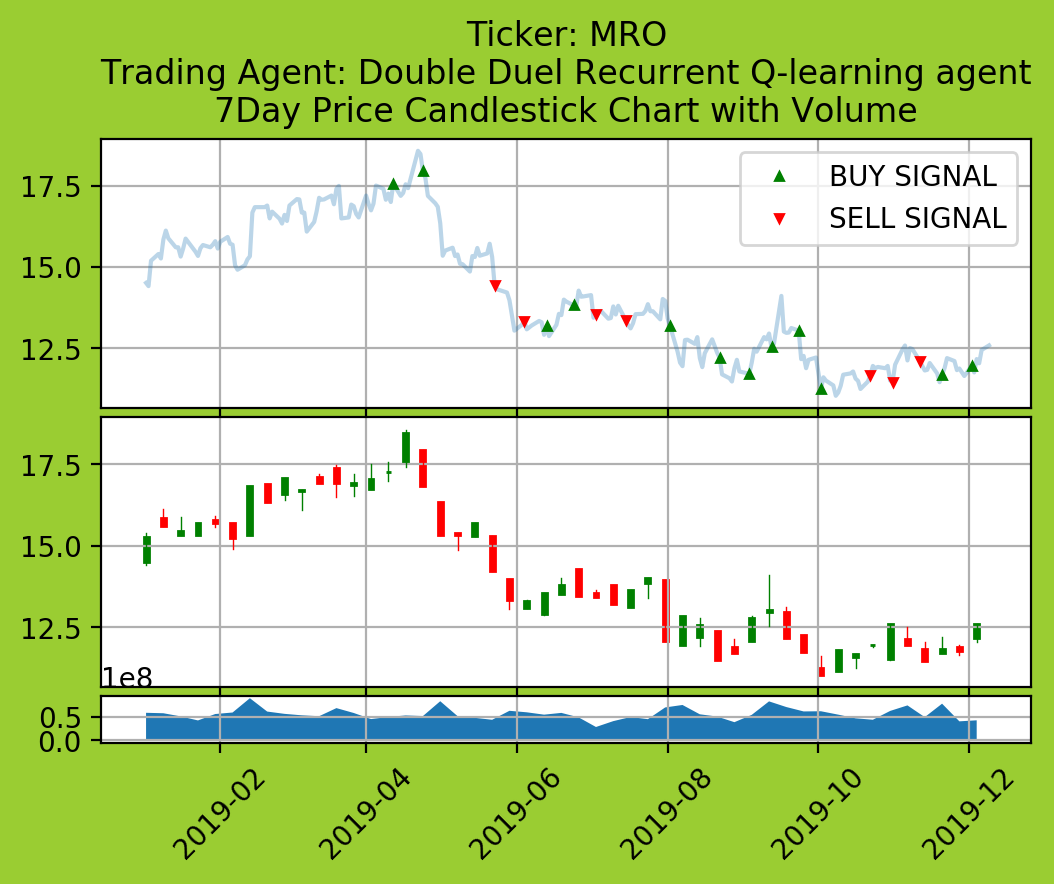 Ticker: MRO
Trading Agent: Double Duel Recurrent Q-learning agent
7Day Price Candlestick Chart with Volume
BUY SIGNAL
SELL SIGNAL
17.5
15.0
12.5
17.5
15.0
12.5
1e8
0.5
0.0
2019-02
2019-04
2019-06
2019-08
2019-10
2019-12